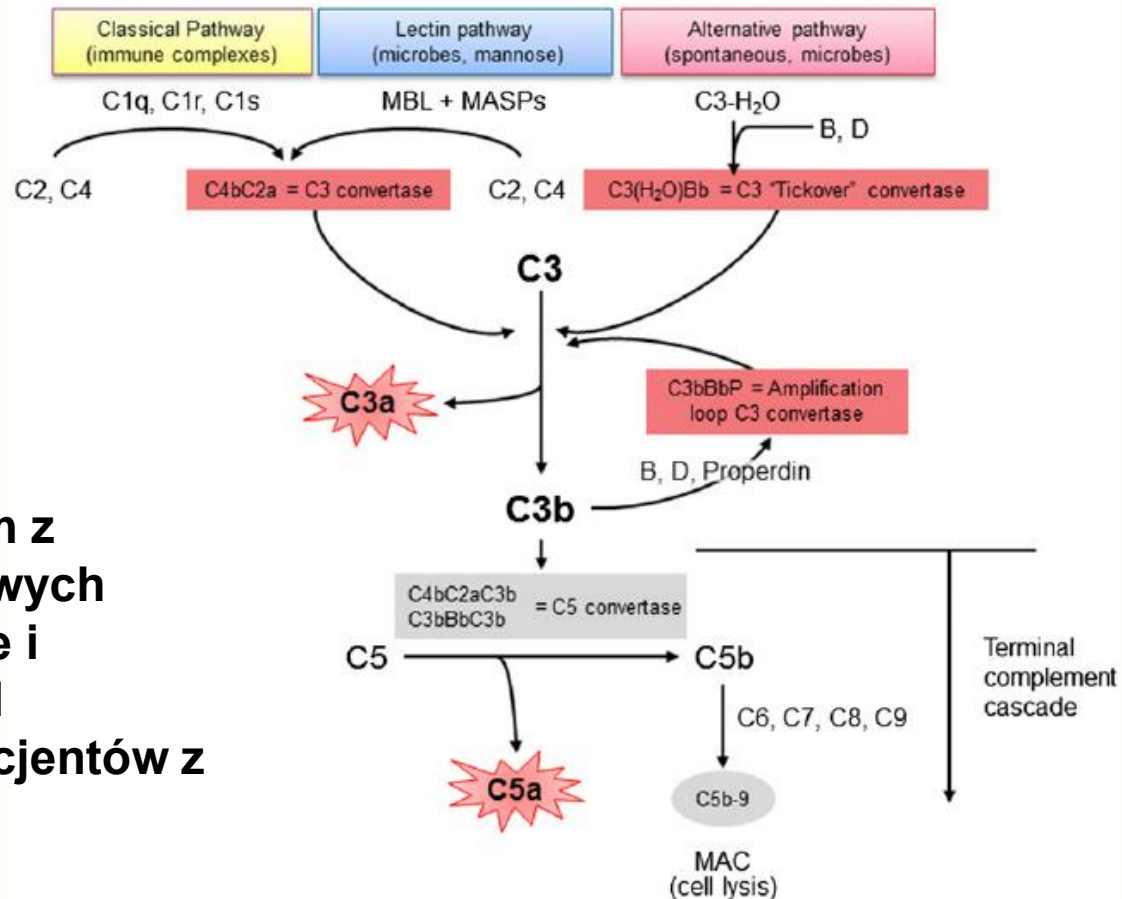 Classical Pathway
(immune complexes)
Lectin pathway
(microbes, mannose)
Alternative pathway
(spontaneous, microbes)
C1q, C1r, C1s
MBL + MASPs
C3-H₂O
B, D
C2, C4
C4bC2a = C3 convertase
C2, C4
C3(H₂O)Bb = C3 "Tickover" convertase
C3
C3a
C3bBbP = Amplification
loop C3 convertase
B, D, Properdin
C3b
z
wych
e i
cjentów z
C4bC2aC3b
C3bBbC3b
= C5 convertase
C5
C5b
Terminal
complement
cascade
C6, C7, C8, C9
C5a
C5b-9
MAC
(cell lysis)